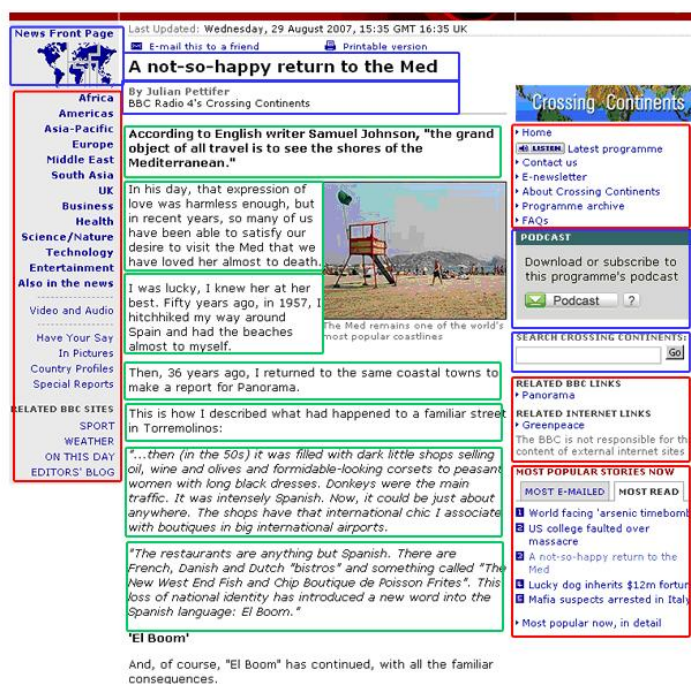 Last Updated: Wednesday, 29 August 2007, 15:35 GMT 16:35 UK
E-mail this to a friend
Printable version
News Front Page
Africa
Americas
Asia-Pacific
Europe
Middle East
South Asia
UK
Business
Health
Science/Nature
Technology
Entertainment
Also in the news
Video and Audio
Have Your Say
In Pictures
Country Profiles
Special Reports
RELATED BBC SITES
SPORT
WEATHER
ON THIS DAY
EDITORS' BLOG
A not-so-happy return to the Med
By Julian Pettifer
BBC Radio 4's Crossing Continents
According to English writer Samuel Johnson, "the grand
object of all travel is to see the shores of the
Mediterranean."
In his day, that expression of
love was harmless enough, but
in recent years, so many of us
have been able to satisfy our
desire to visit the Med that we
have loved her almost to death.
I was lucky, I knew her at her
best. Fifty years ago, in 1957, I
hitchhiked my way around
Spain and had the beaches
almost to myself.
The Med remains one of the world's
most popular coastlines
Then, 36 years ago, I returned to the same coastal towns to
make a report for Panorama.
This is how I described what had happened to a familiar street
in Torremolinos:
"...then (in the 50s) it was filled with dark little shops selling
oil, wine and olives and formidable-looking corsets to peasant
women with long black dresses. Donkeys were the main
traffic. It was intensely Spanish. Now, it could be just about
anywhere. The shops have that international chic I associate
with boutiques in big international airports.
"The restaurants are anything but Spanish. There are
French, Danish and Dutch "bistros" and something called "The
New West End Fish and Chip Boutique de Poisson Frites". This
loss of national identity has introduced a new word into the
Spanish language: El Boom."
'El Boom'
And, of course, "El Boom" has continued, with all the familiar
consequences.
Crossing Continents
Home
LISTEN Latest programme
Contact us
E-newsletter
About Crossing Continents
Programme archive
FAQs
PODCAST
Download or subscribe to
this programme's podcast
Podcast ?
SEARCH CROSSING CONTINENTS:
Go
RELATED BBC LINKS
Panorama
RELATED INTERNET LINKS
Greenpeace
The BBC is not responsible for th
content of external internet sites
MOST POPULAR STORIES NOW
MOST E-MAILED MOST READ
1 World facing 'arsenic timebomb
2 US college faulted over
massacre
3 A not-so-happy return to the
Med
4 Lucky dog inherits $12m fortun
5 Mafia suspects arrested in Italy
Most popular now, in detail